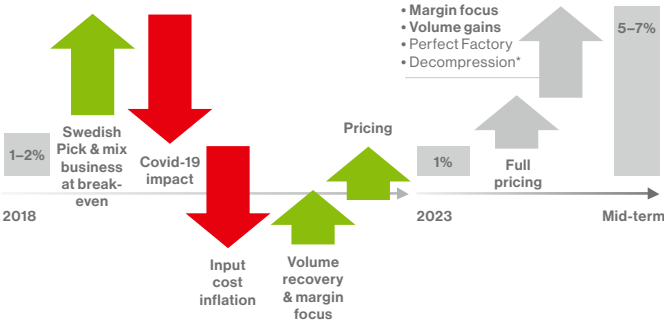 • Margin focus
• Volume gains
• Perfect Factory
• Decompression*
5–7%
1–2%
Swedish
Pick & mix
business
at break-
even
Covid-19
impact
Pricing
1%
Full
pricing
2018
2023
Mid-term
Input
cost
inflation
Volume
recovery
& margin
focus